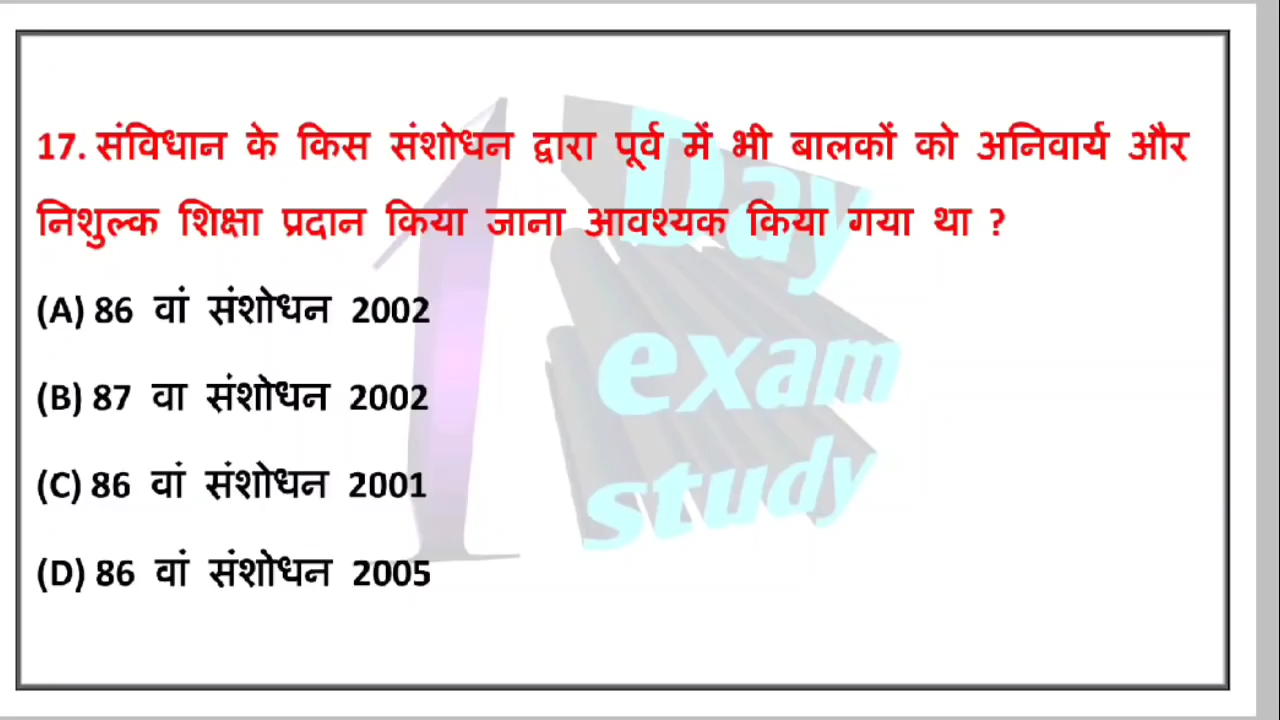 17. संविधान के किस संशोधन द्वारा पूर्व में भी बालकों को अनिवार्य और
निशुल्क शिक्षा प्रदान किया जाना आवश्यक किया गया था ?
(A) 86 वां संशोधन 2002
(B) 87 वा संशोधन 2002
(C) 86 वां संशोधन 2001
(D) 86 वां संशोधन 2005
1 Day
exam
study